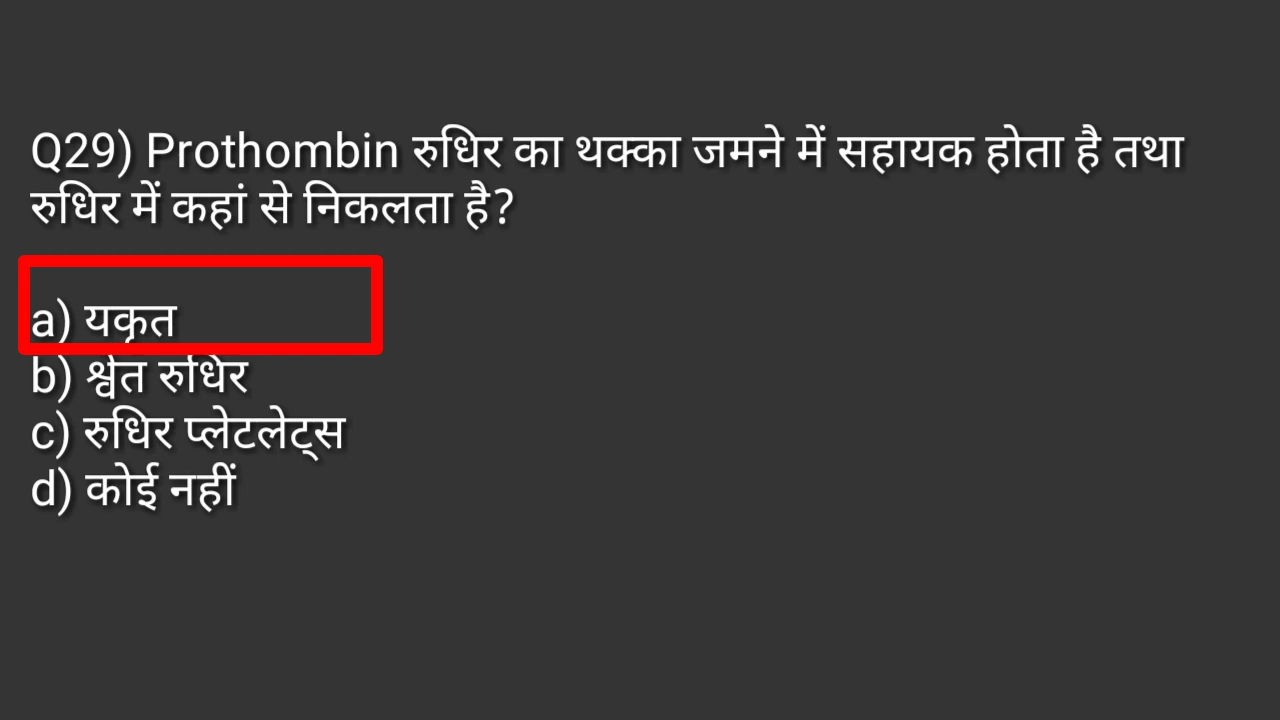 Q29) Prothombin रुधिर का थक्का जमने में सहायक होता है तथा
रुधिर में कहां से निकलता है?
a) यकृत
b) श्वेत रुधिर
c) रुधिर प्लेटलेट्स
d) कोई नहीं